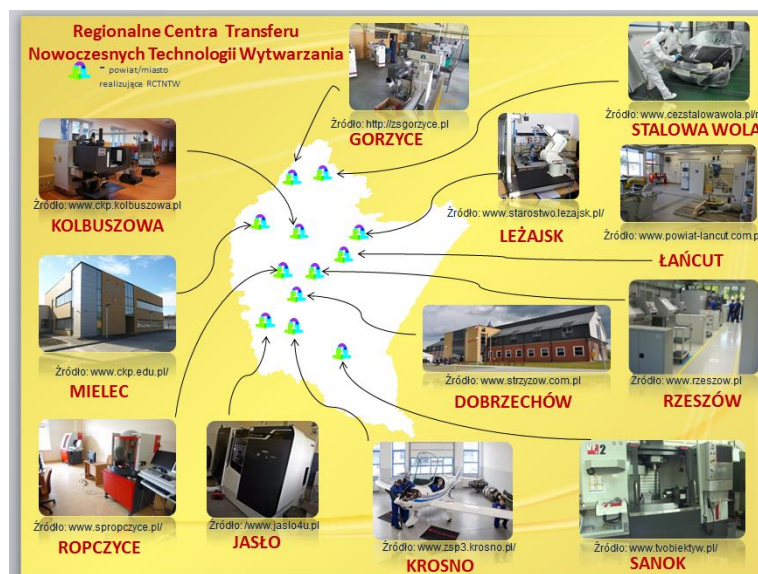 Regionalne Centra Transferu
Nowoczesnych Technologii Wytwarzania
- powiat/miasto
realizujące RCTNTW
Źródło: http://zsgorzyce.pl
GORZYCE
Źródło: www.cezstalowawola.pl/
STALOWA WOLA
Źródło: www.ckp.kolbuszowa.pl
KOLBUSZOWA
Źródło: www.starostwo.lezajsk.pl/
LEŻAJSK
Źródło: www.powiat-lancut.com.p
ŁAŃCUT
Źródło: www.ckp.edu.pl/
MIELEC
Źródło: www.strzyzow.com.pl
DOBRZECHÓW
Źródło: www.rzeszow.pl
RZESZÓW
Źródło: www.spropczyce.pl/
ROPCZYCE
Źródło: /www.jaslo4u.pl
JASŁO
Źródło: www.zsp3.krosno.pl/
KROSNO
VF2
Źródło: www.tvobiektyw.pl/
SANOK